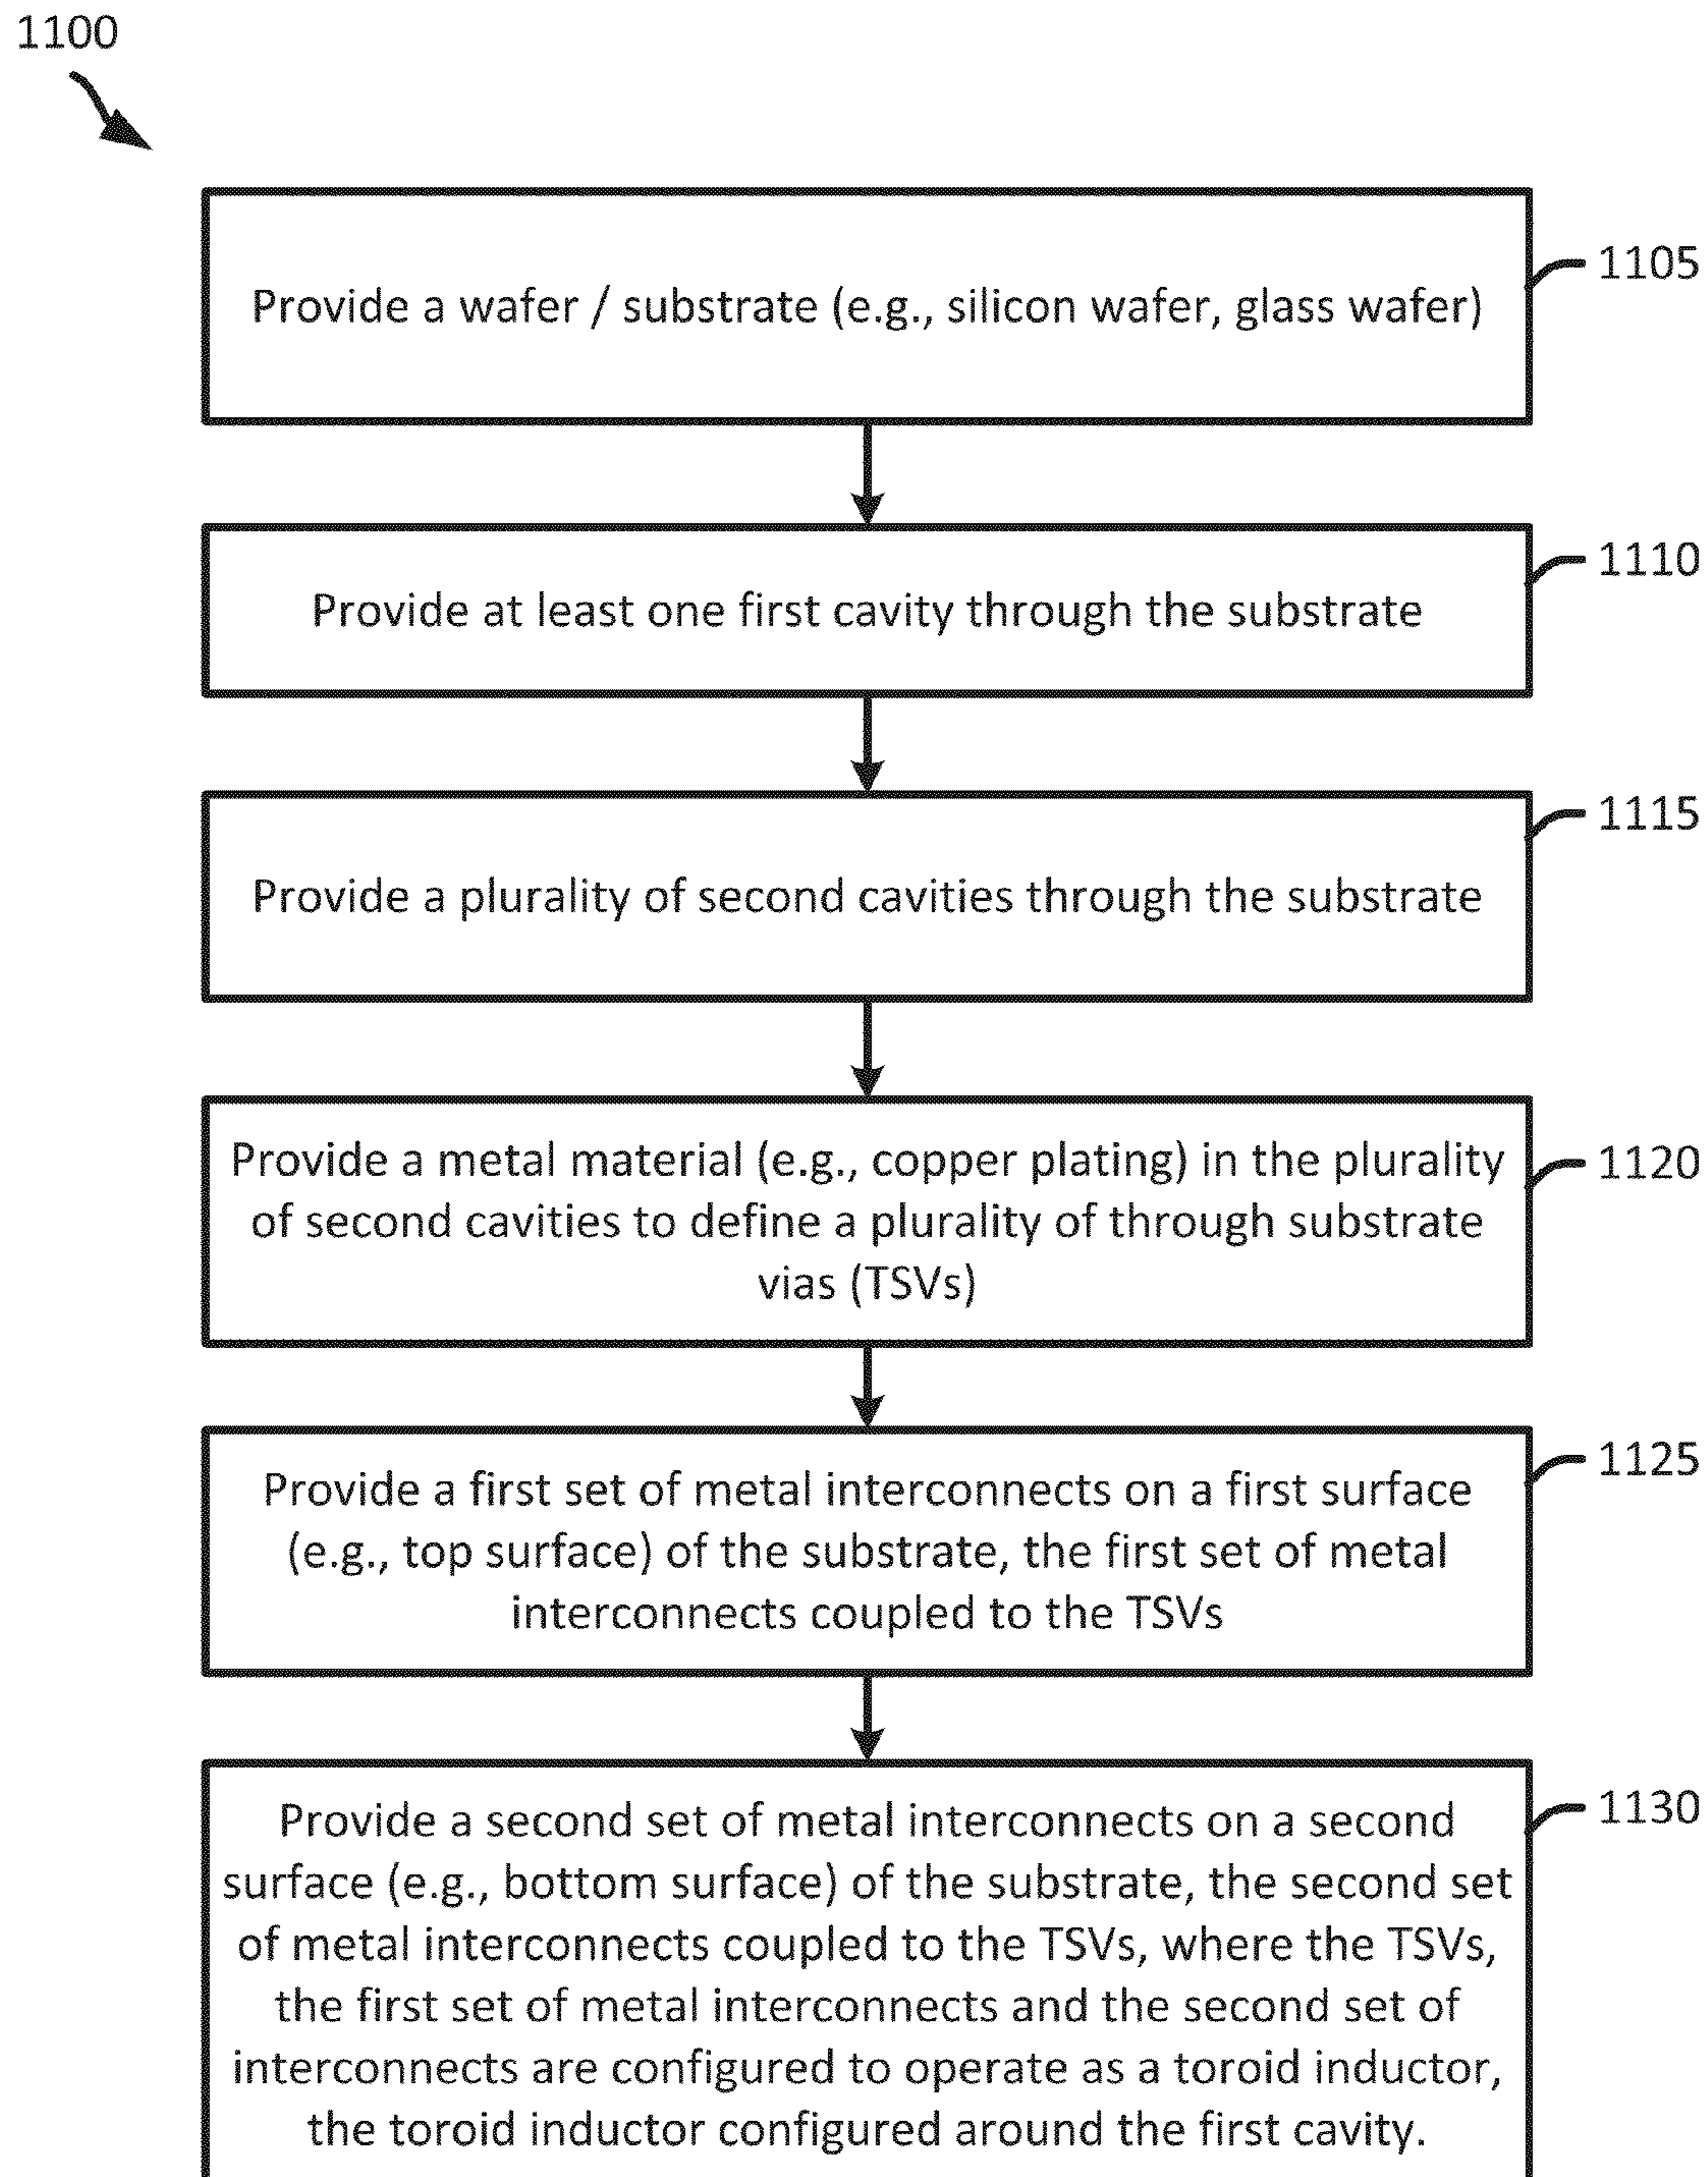 1100
Provide a wafer / substrate (e.g., silicon wafer, glass wafer)
1105
Provide at least one first cavity through the substrate
1110
Provide a plurality of second cavities through the substrate
1115
Provide a metal material (e.g., copper plating) in the plurality
of second cavities to define a plurality of through substrate
vias (TSVs)
1120
Provide a first set of metal interconnects on a first surface
(e.g., top surface) of the substrate, the first set of metal
interconnects coupled to the TSVs
1125
Provide a second set of metal interconnects on a second
surface (e.g., bottom surface) of the substrate, the second set
of metal interconnects coupled to the TSVs, where the TSVs,
the first set of metal interconnects and the second set of
interconnects are configured to operate as a toroid inductor,
the toroid inductor configured around the first cavity.
1130